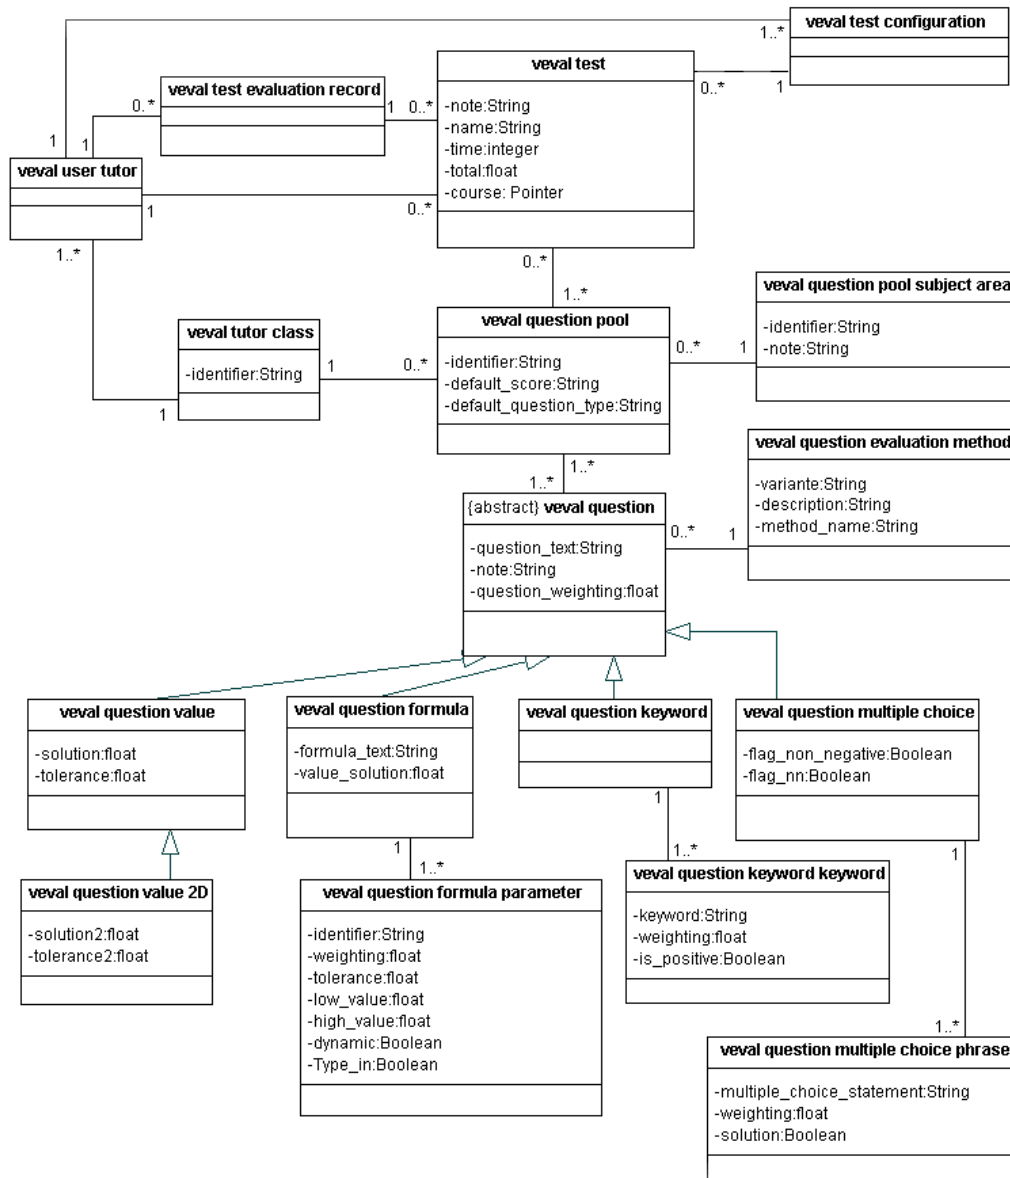 veval test configuration
1..*
veval test
-note:String
-name:String
-time:integer
-total:float
-course: Pointer
0..*
1
veval test evaluation record
0..*
1
0..*
1
1
veval user tutor
1
0..*
1..*
0..*
1..*
veval question pool subject area
-identifier:String
-note:String
veval tutor class
-identifier:String
1
1
0..*
veval question pool
-identifier:String
-default_score:String
-default_question_type:String
0..*
1
1..*
1..*
veval question evaluation method
-variante:String
-description:String
-method_name:String
{abstract} veval question
-question_text:String
-note:String
-question_weighting:float
0..*
1
veval question value
-solution:float
-tolerance:float
veval question formula
-formula_text:String
-value_solution:float
veval question keyword
veval question multiple choice
-flag_non_negative:Boolean
-flag_nn:Boolean
1
1..*
1
1..*
1
1..*
veval question value 2D
-solution2:float
-tolerance2:float
veval question formula parameter
-identifier:String
-weighting:float
-tolerance:float
-low_value:float
-high_value:float
-dynamic:Boolean
-Type_in:Boolean
veval question keyword keyword
-keyword:String
-weighting:float
-is_positive:Boolean
veval question multiple choice phrase
-multiple_choice_statement:String
-weighting:float
-solution:Boolean